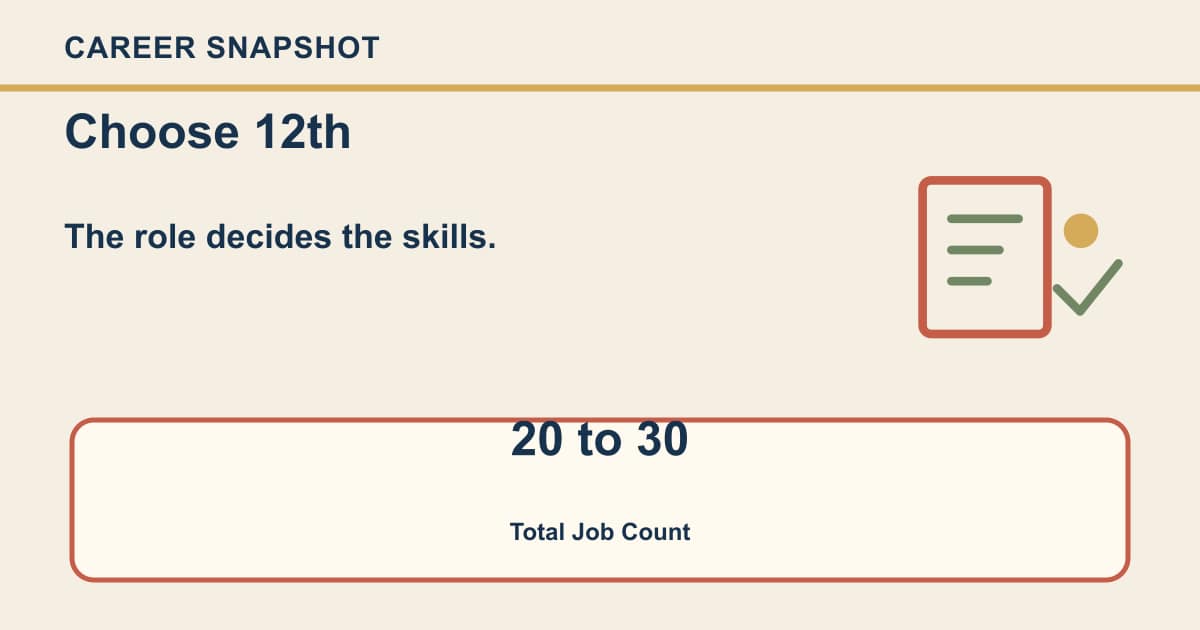 CAREER SNAPSHOT
Choose 12th
The role decides the skills.
20 to 30
Total Job Count